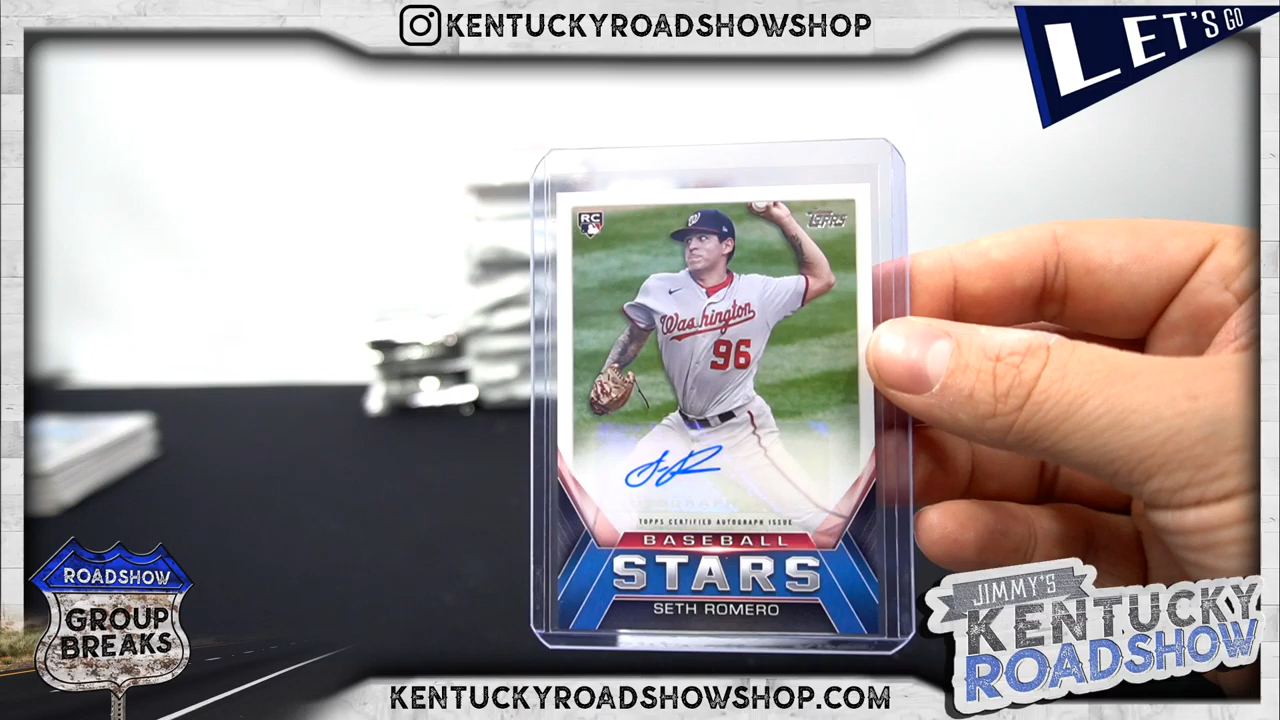 KENTUCKYROADSHOWSHOP
LET'S GO
RC
TOPPS
W
Washington
96
TOPPS CERTIFIED AUTOGRAPH ISSUE
BASEBALL
STARS
SETH ROMERO
ROADSHOW
GROUP
BREAKS
JIMMY'S
KENTUCKY
ROADSHOW
KENTUCKYROADSHOWSHOP.COM